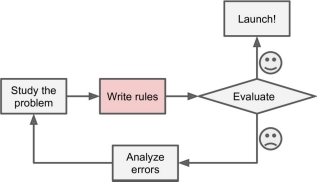 Launch!
Study the
problem
Write rules
Evaluate
Analyze
errors